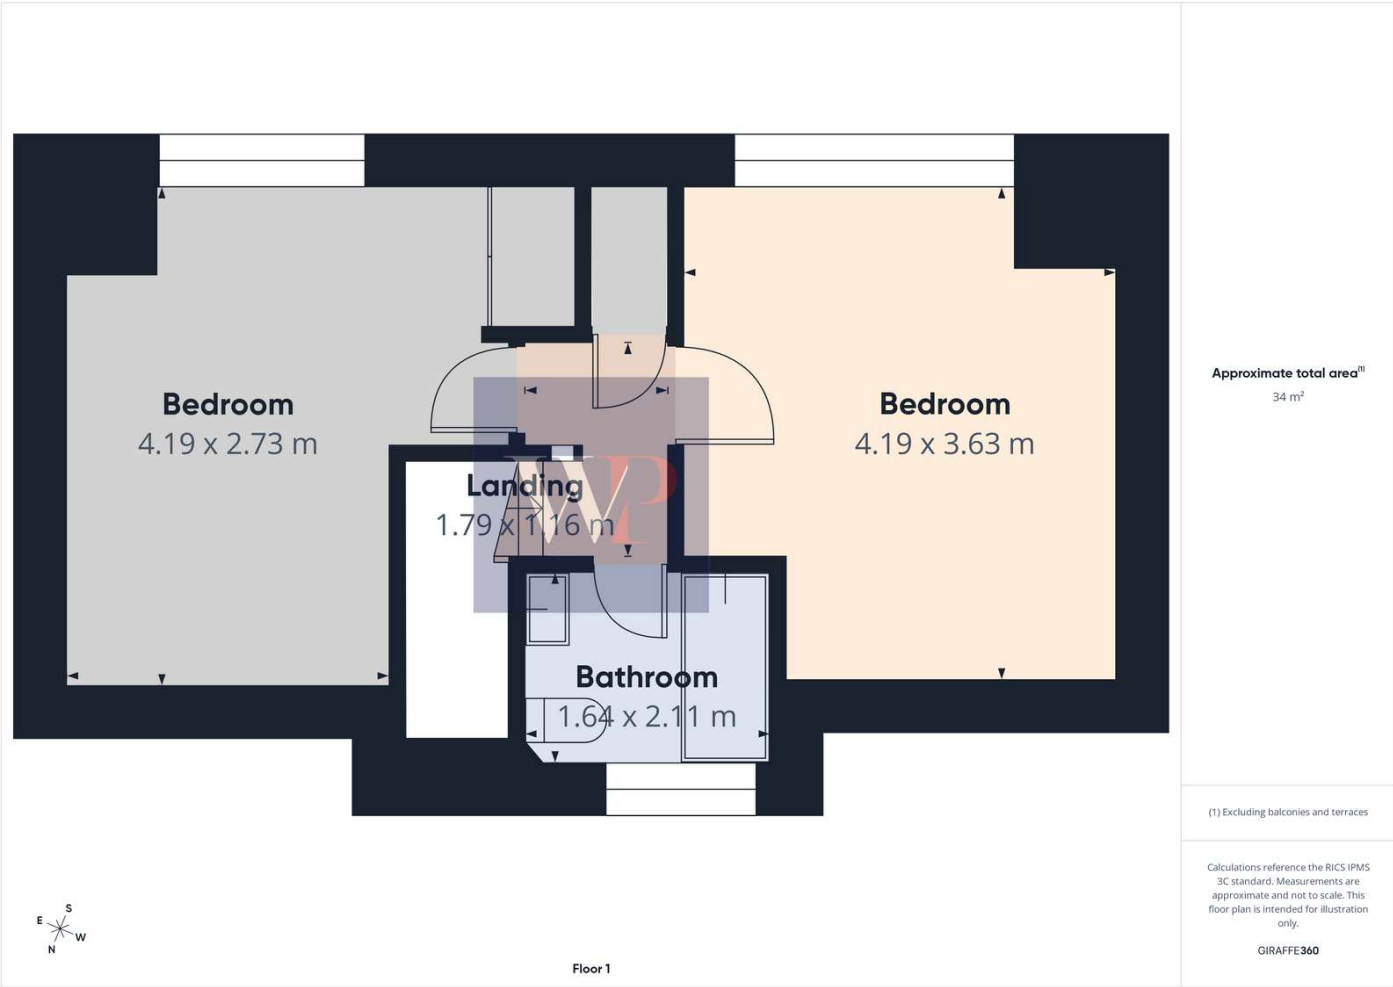 Bedroom
4.19 x 2.73 m
Bedroom
4.19 x 3.63 m
Landing
1.79 x 1.16 m
WP
Bathroom
1.64 x 2.11 m
Approximate total area(1)
34 m²
(1) Excluding balconies and terraces
Calculations reference the RICS IPMS
3C standard. Measurements are
approximate and not to scale. This
floor plan is intended for illustration
only.
GIRAFFE360
S
E
W
N
Floor 1